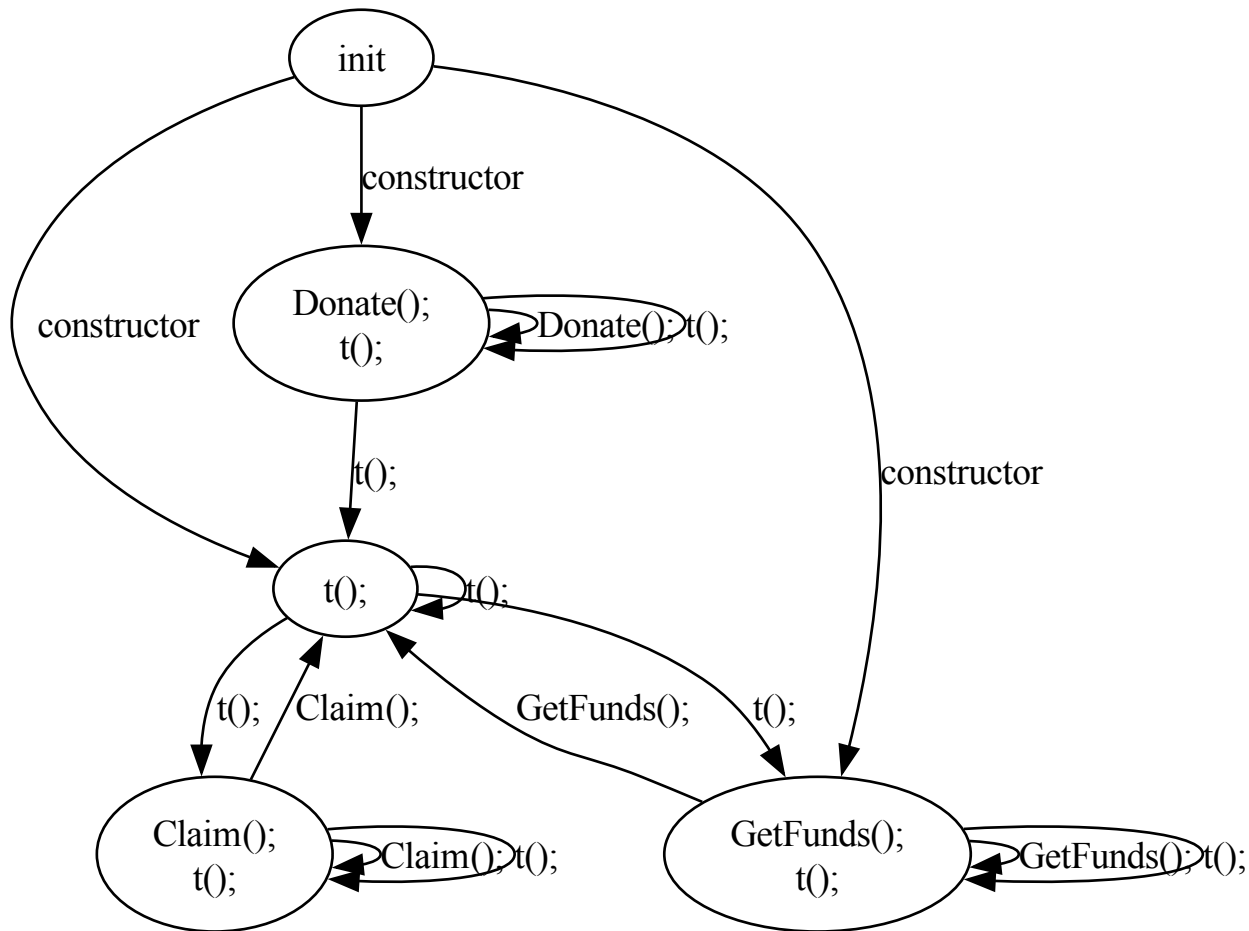 init
constructor
constructor
Donate();
t();
Donate();
t();
constructor
t();
t();
t();
t();
Claim();
GetFunds();
t();
Claim();
t();
Claim();
t();
GetFunds();
t();
GetFunds();
t();